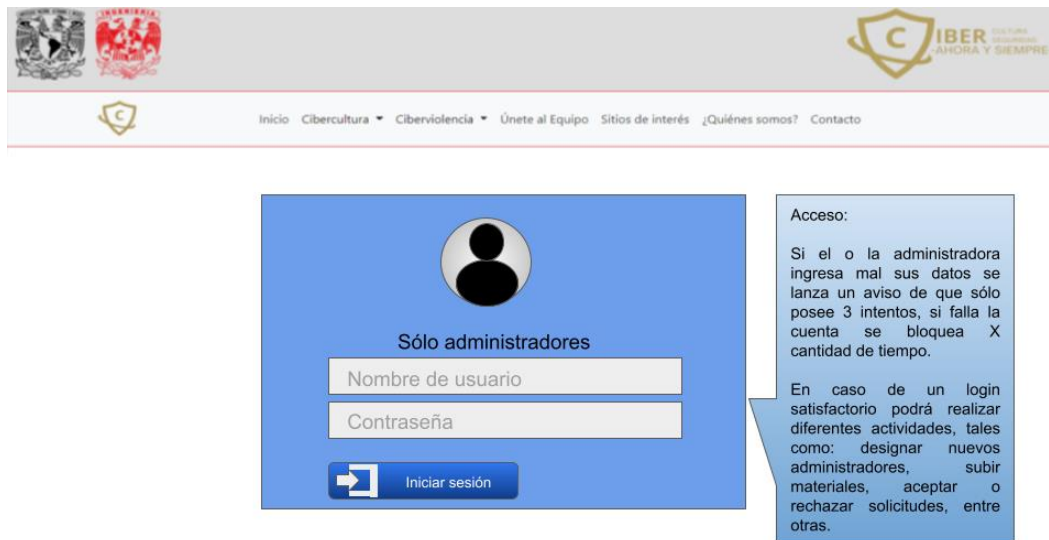 C IBER
AHORA Y SIEMPRE
Inicio Cibercultura Ciberviolencia Únete al Equipo Sitios de interés ¿Quiénes somos? Contacto
Sólo administradores
Nombre de usuario
Contraseña
Iniciar sesión
Acceso:
Si el o la administradora
ingresa mal sus datos se
lanza un aviso de que sólo
posee 3 intentos, si falla la
cuenta se bloquea X
cantidad de tiempo.
En caso de un login
satisfactorio podrá realizar
diferentes actividades, tales
como: designar nuevos
administradores, subir
materiales, aceptar o
rechazar solicitudes, entre
otras.